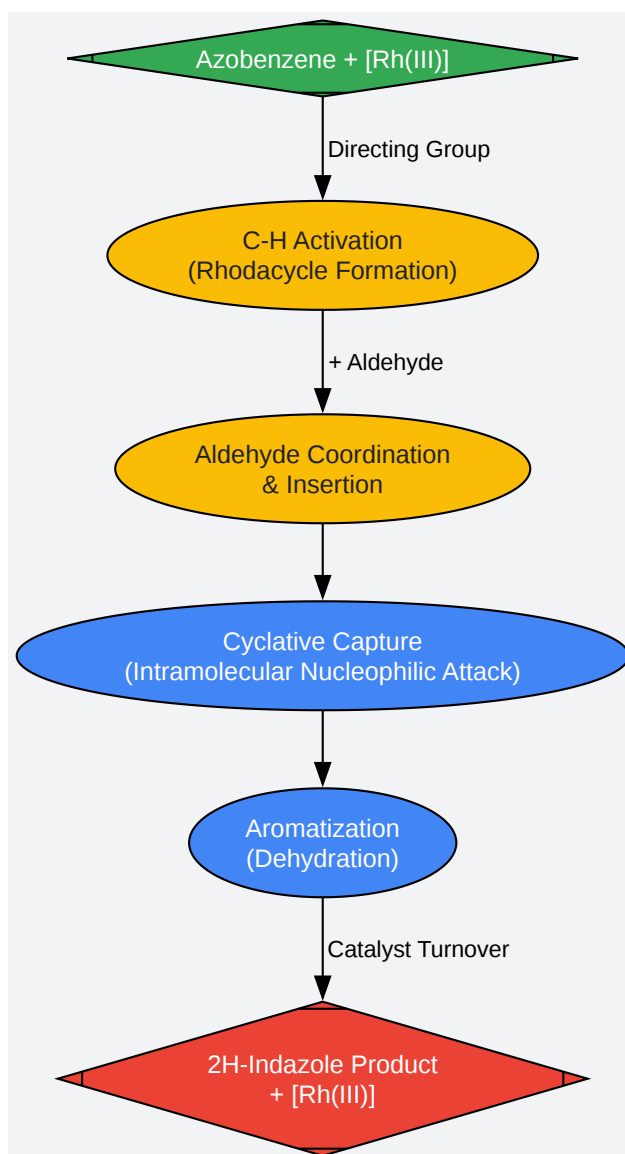 Azobenzene + [Rh(III)]
Directing Group
C-H Activation
(Rhodacycle Formation)
+ Aldehyde
Aldehyde Coordination
& Insertion
Cyclative Capture
(Intramolecular Nucleophilic Attack)
Aromatization
(Dehydration)
Catalyst Turnover
2H-Indazole Product
+ [Rh(III)]